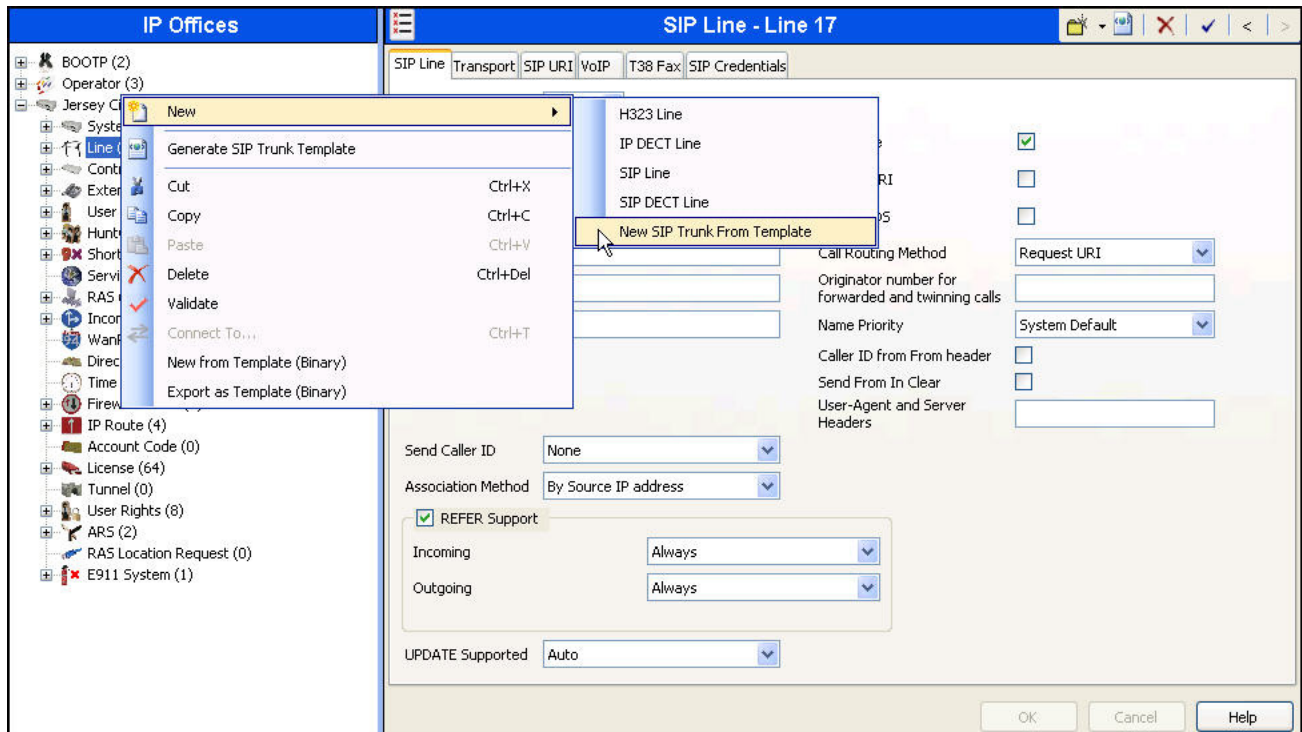 IP Offices
BOOTP (2)
Operator (3)
Jersey Ci
Syste
Line (
Contr
Exten
User
Hunt
Short
Servi
RAS
Incor
Wan
Direc
Time
Firew
IP Route (4)
Account Code (0)
License (64)
Tunnel (0)
User Rights (8)
ARS (2)
RAS Location Request (0)
E911 System (1)
New
Generate SIP Trunk Template
Cut Ctrl+X
Copy Ctrl+C
Paste Ctrl+V
Delete Ctrl+Del
Validate
Connect To... Ctrl+T
New from Template (Binary)
Export as Template (Binary)
H323 Line
IP DECT Line
SIP Line
SIP DECT Line
New SIP Trunk From Template
SIP Line - Line 17
SIP Line Transport SIP URI VoIP T38 Fax SIP Credentials
RI
Call Routing Method Request URI
Originator number for
forwarded and twinning calls
Name Priority System Default
Caller ID from From header
Send From In Clear
User-Agent and Server
Headers
Send Caller ID None
Association Method By Source IP address
REFER Support
Incoming Always
Outgoing Always
UPDATE Supported Auto
OK Cancel Help